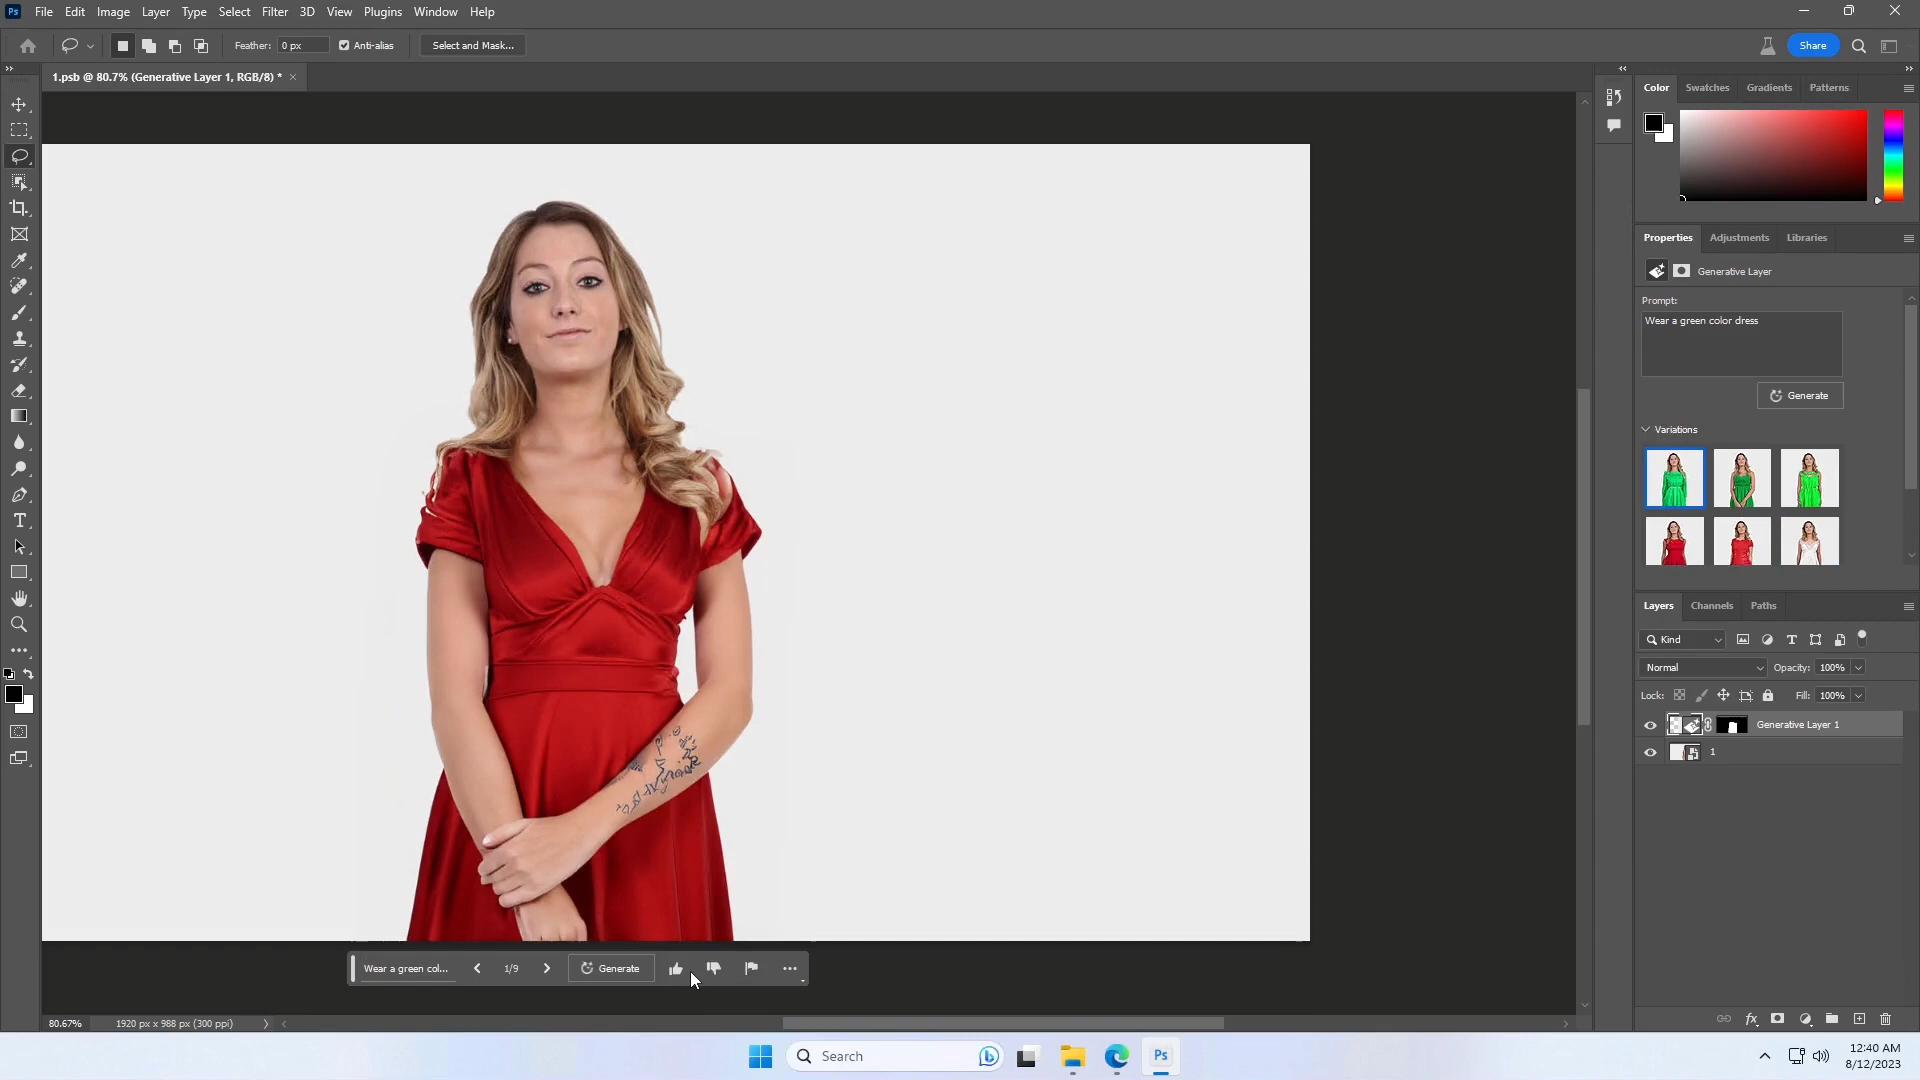 Ps File Edit Image Layer Type Select Filter 3D View Plugins Window Help
Feather: 0 px Anti-alias Select and Mask... Share
1.psb @ 80.7% (Generative Layer 1, RGB/8) *
Color Swatches Gradients Patterns
Properties Adjustments Libraries
Generative Layer
Prompt:
Wear a green color dress
Generate
Variations
Layers Channels Paths
Kind
Normal Opacity: 100%
Lock: Fill: 100%
Generative Layer 1
1
Wear a green col... 1/9 Generate
80.67% 1920 px x 988 px (300 ppi)
Search
Ps
12:40 AM
8/12/2023